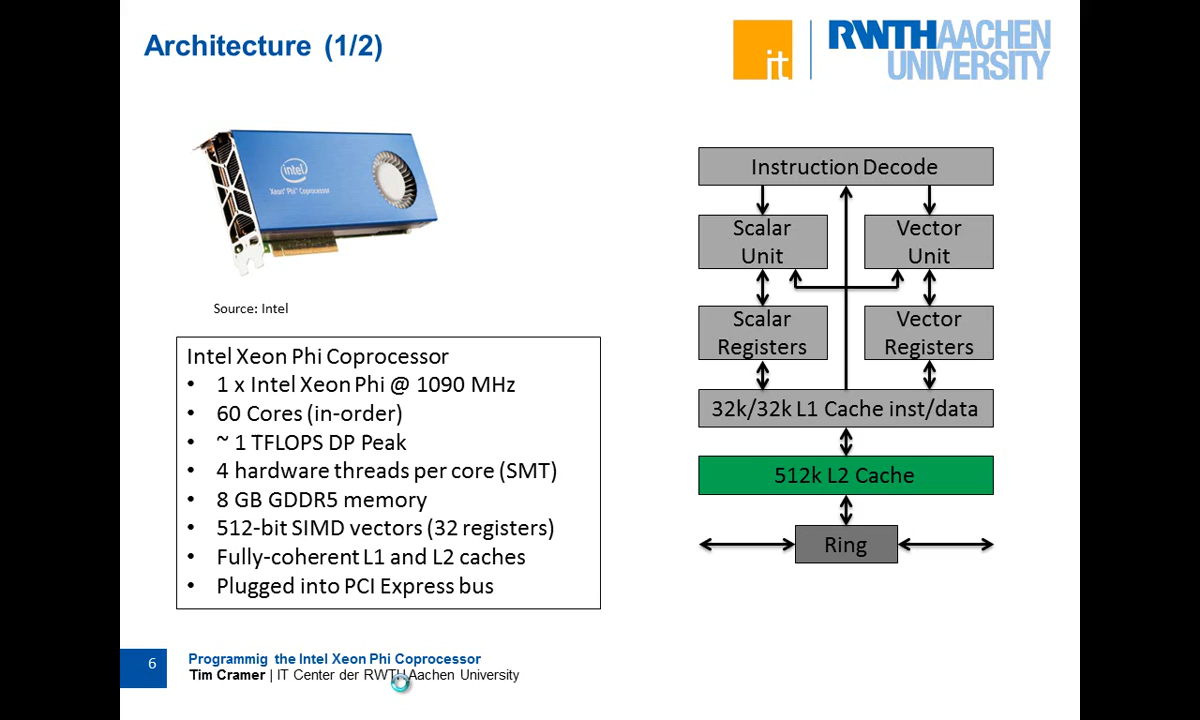 Architecture (1/2)
it
RWTHAACHEN
UNIVERSITY
intel
Xeon Phi Coprocessor
Source: Intel
Intel Xeon Phi Coprocessor
• 1 x Intel Xeon Phi @ 1090 MHz
• 60 Cores (in-order)
• ~ 1 TFLOPS DP Peak
• 4 hardware threads per core (SMT)
• 8 GB GDDR5 memory
• 512-bit SIMD vectors (32 registers)
• Fully-coherent L1 and L2 caches
• Plugged into PCI Express bus
Instruction Decode
Scalar
Unit
Vector
Unit
Scalar
Registers
Vector
Registers
32k/32k L1 Cache inst/data
512k L2 Cache
Ring
6
Programmig the Intel Xeon Phi Coprocessor
Tim Cramer | IT Center der RWTH Aachen University